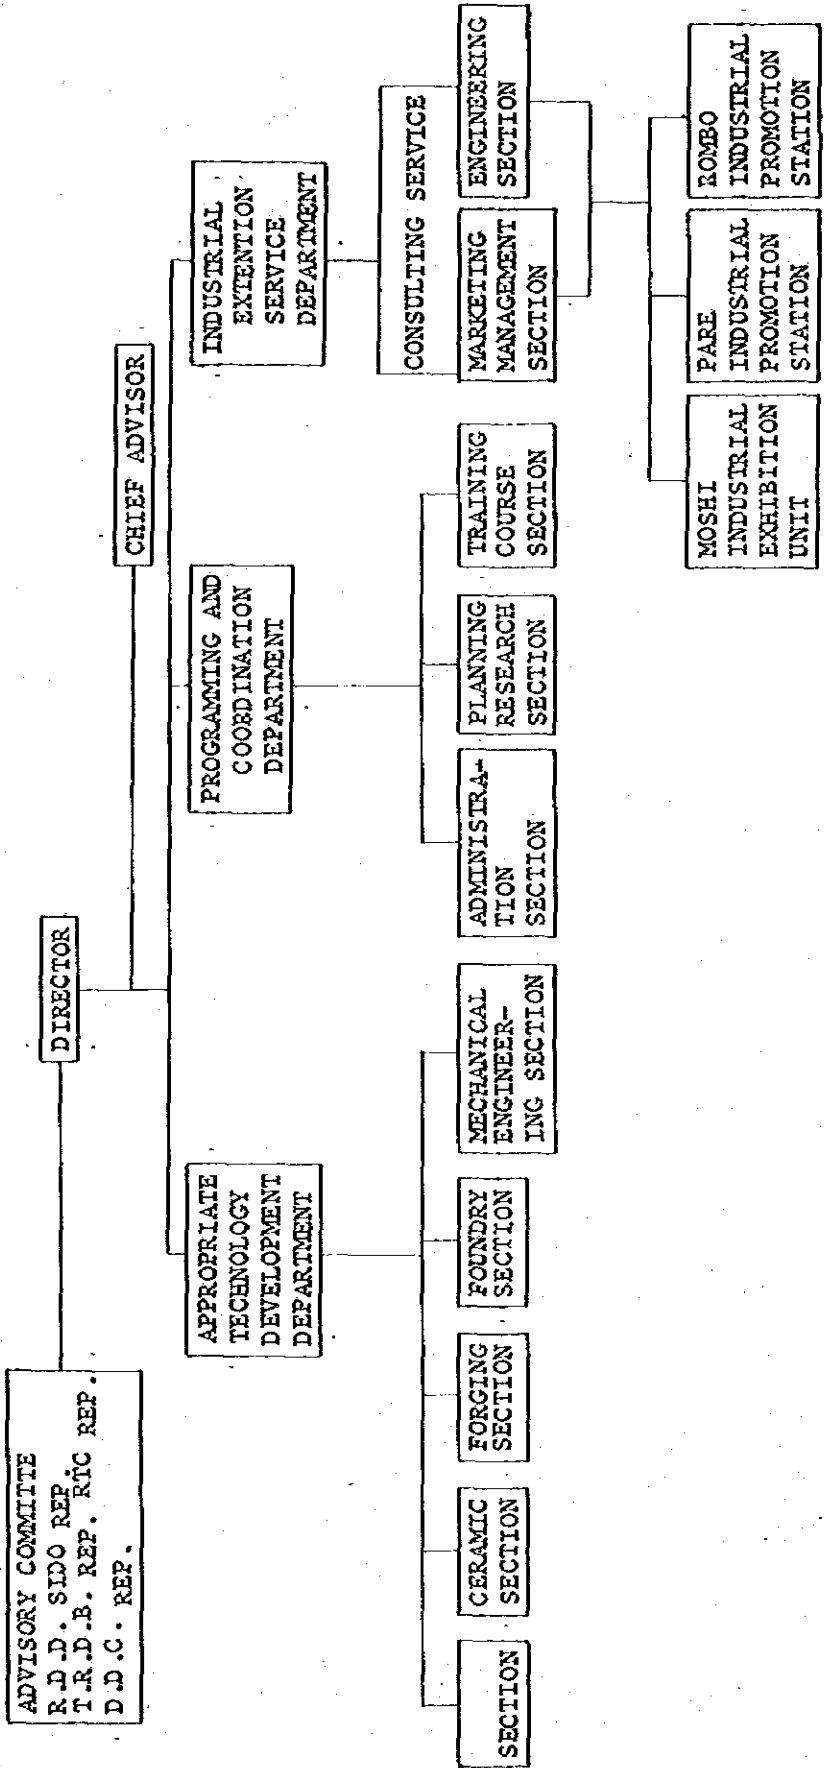 ADVISORY COMMITTE
R.D.D. SIDO REP.
T.R.D.B. REP. RTC REP.
D.D.C. REP.
DIRECTOR
CHIEF ADVISOR
APPROPRIATE
TECHNOLOGY
DEVELOPMENT
DEPARTMENT
PROGRAMMING AND
COORDINATION
DEPARTMENT
INDUSTRIAL
EXTENTION
SERVICE
DEPARTMENT
CONSULTING SERVICE
SECTION
CERAMIC
SECTION
FORGING
SECTION
FOUNDRY
SECTION
MECHANICAL
ENGINEER-
ING SECTION
ADMINISTRA-
TION
SECTION
PLANNING
RESEARCH
SECTION
TRAINING
COURSE
SECTION
MARKETING
MANAGEMENT
SECTION
ENGINEERING
SECTION
MOSHI
INDUSTRIAL
EXHIBITION
UNIT
PARE
INDUSTRIAL
PROMOTION
STATION
ROMBO
INDUSTRIAL
PROMOTION
STATION